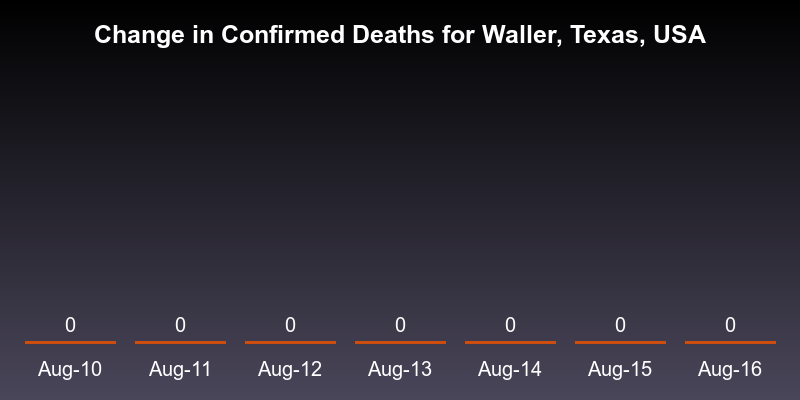 Change in Confirmed Deaths for Waller, Texas, USA
0 0 0 0 0 0 0
Aug-10 Aug-11 Aug-12 Aug-13 Aug-14 Aug-15 Aug-16